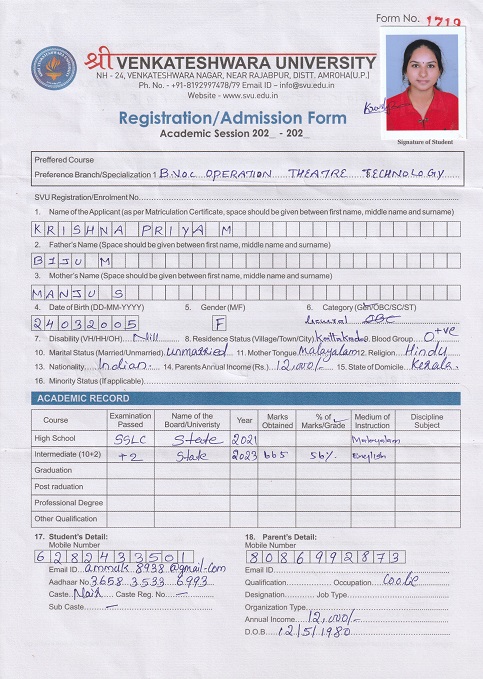 Form No. 1719
श्री VENKATESHWARA UNIVERSITY
NH - 24, VENKATESHWARA NAGAR, NEAR RAJABPUR, DISTT. AMROHA(U.P.)
Ph. No. - +91-8192997478/79 Email ID – info@svu.edu.in
Website - www.svu.edu.in
Registration/Admission Form
Academic Session 202_ - 202_
Signature of Student
Preffered Course
Preference Branch/Specialization 1 B.Voc OPERATION THEATRE TECHNOLOGY
SVU Registration/Enrolment No.
1. Name of the Applicant (as per Matriculation Certificate, space should be given between first name, middle name and surname)
KRISHNA PRIYA M
2. Father's Name (Space should be given between first name, middle name and surname)
BIJU M
3. Mother's Name (Space should be given between first name, middle name and surname)
MANJU S
4. Date of Birth (DD-MM-YYYY) 5. Gender (M/F) 6. Category (Gen/OBC/SC/ST)
24032005 F General
7. Disability (VH/HH/OH) Nill 8. Residence Status (Village/Town/City) 9. Blood Group O+ve
10. Marital Status (Married/Unmarried) unmarried 11. Mother Tongue Malayalam 12. Religion Hindu
13. Nationality Indian 14. Parents Annual Income (Rs.) 12,000/- 15. State of Domicile Kerala
16. Minority Status (If applicable)
ACADEMIC RECORD
Course Examination Passed Name of the Board/University Year Marks Obtained % of Marks/Grade Medium of Instruction Discipline Subject
High School SSLC State 2021 Malayalam
Intermediate (10+2) +2 State 2023 665 56% English
Graduation
Post raduation
Professional Degree
Other Qualification
17. Student's Detail: 18. Parent's Detail:
Mobile Number Mobile Number
6282433501 8086992873
Email ID ammuk8938@gmail.com Email ID
Aadhaar No. 3658 3533 6993 Qualification Occupation coolie
Caste Nair Caste Reg. No. – Designation Job Type
Sub Caste – Organization Type
Annual Income 12,000/-
D.O.B. 12/5/1980